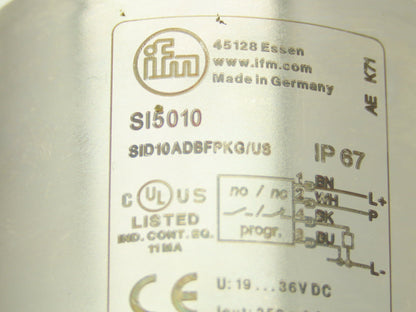 ifm
45128 Essen
www.ifm.com
Made in Germany
AE K71
SI5010
SID10ADBFPKG/US
IP 67
C UL US
LISTED
IND. CONT. EQ.
11MA
no / nc
progr.
1 BN L+
2 WH P
4 BK
3 BU L-
CE
U: 19 ...36V DC